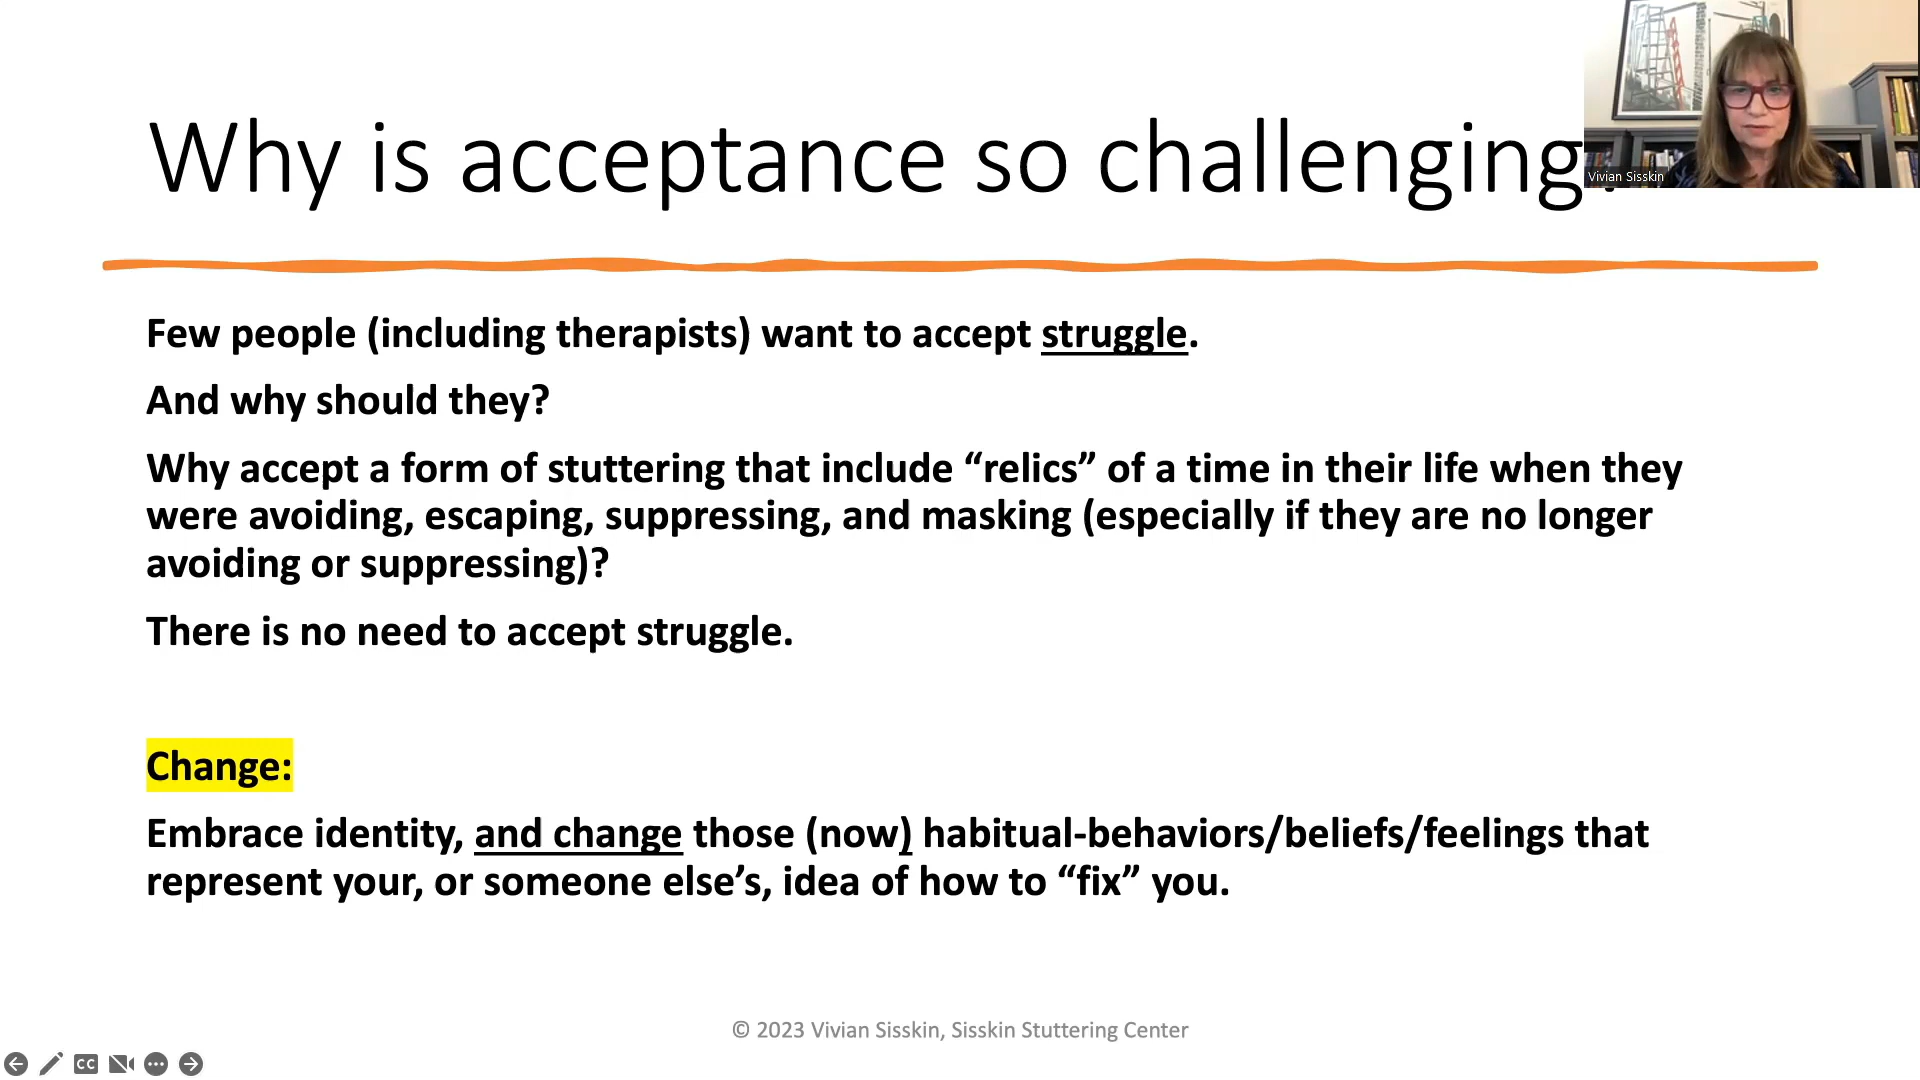 Why is acceptance so challenging
Vivian Sisskin
Few people (including therapists) want to accept struggle.
And why should they?
Why accept a form of stuttering that include “relics” of a time in their life when they
were avoiding, escaping, suppressing, and masking (especially if they are no longer
avoiding or suppressing)?
There is no need to accept struggle.
Change:
Embrace identity, and change those (now) habitual-behaviors/beliefs/feelings that
represent your, or someone else’s, idea of how to “fix” you.
© 2023 Vivian Sisskin, Sisskin Stuttering Center
CC